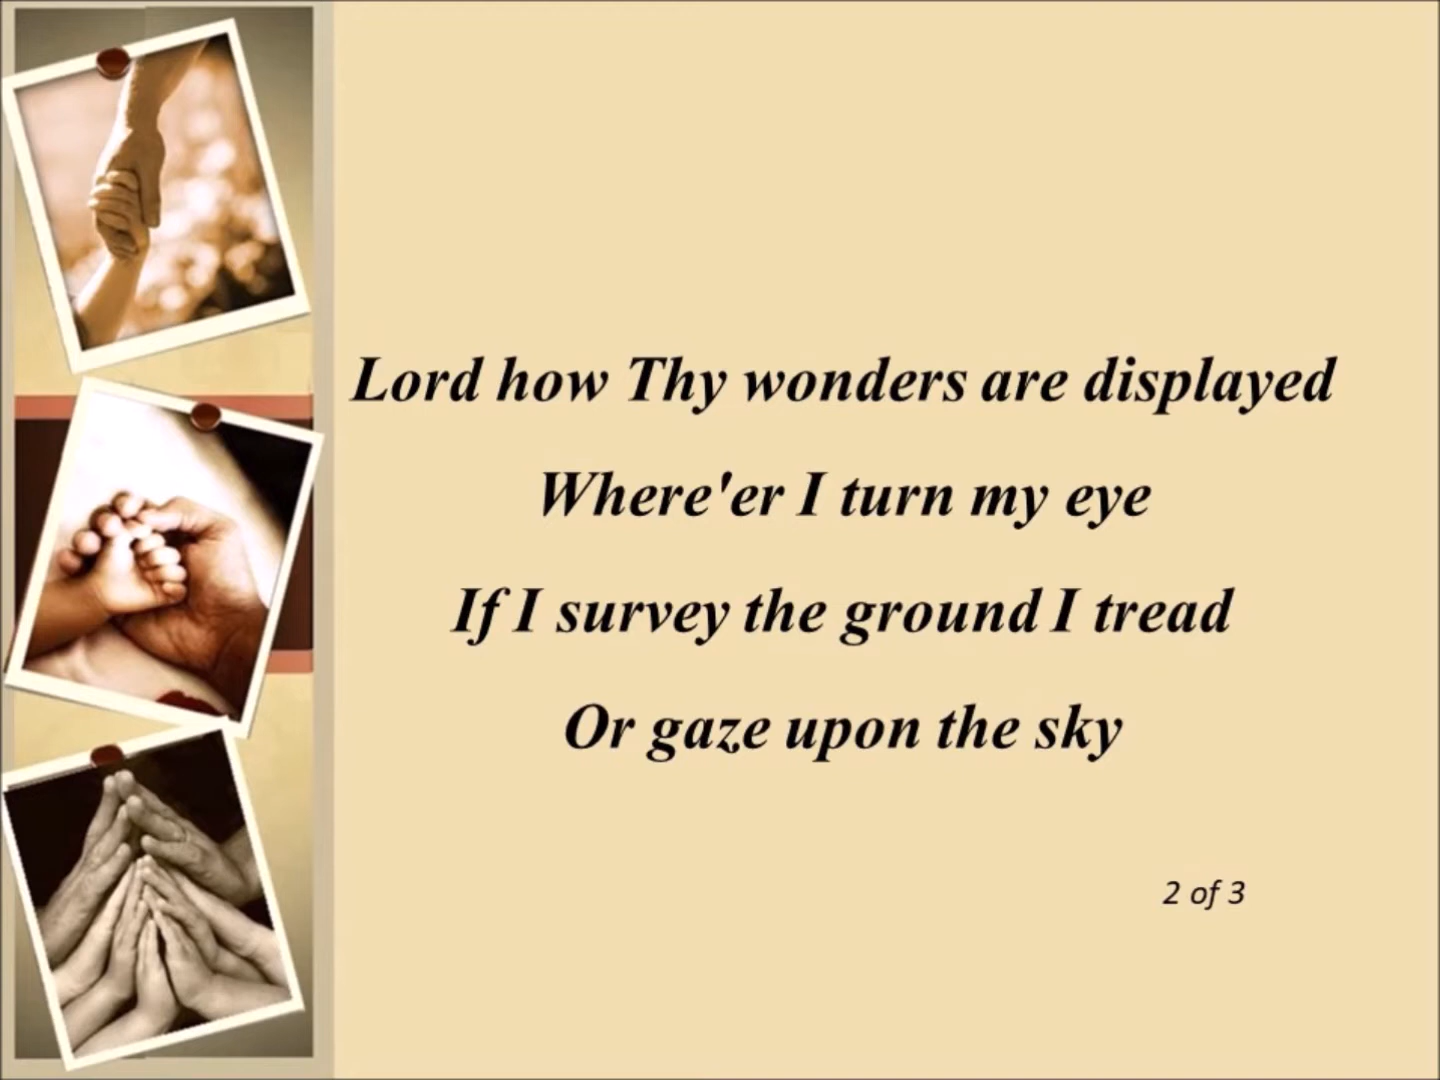 Lord how Thy wonders are displayed
Where'er I turn my eye
If I survey the ground I tread
Or gaze upon the sky
2 of 3